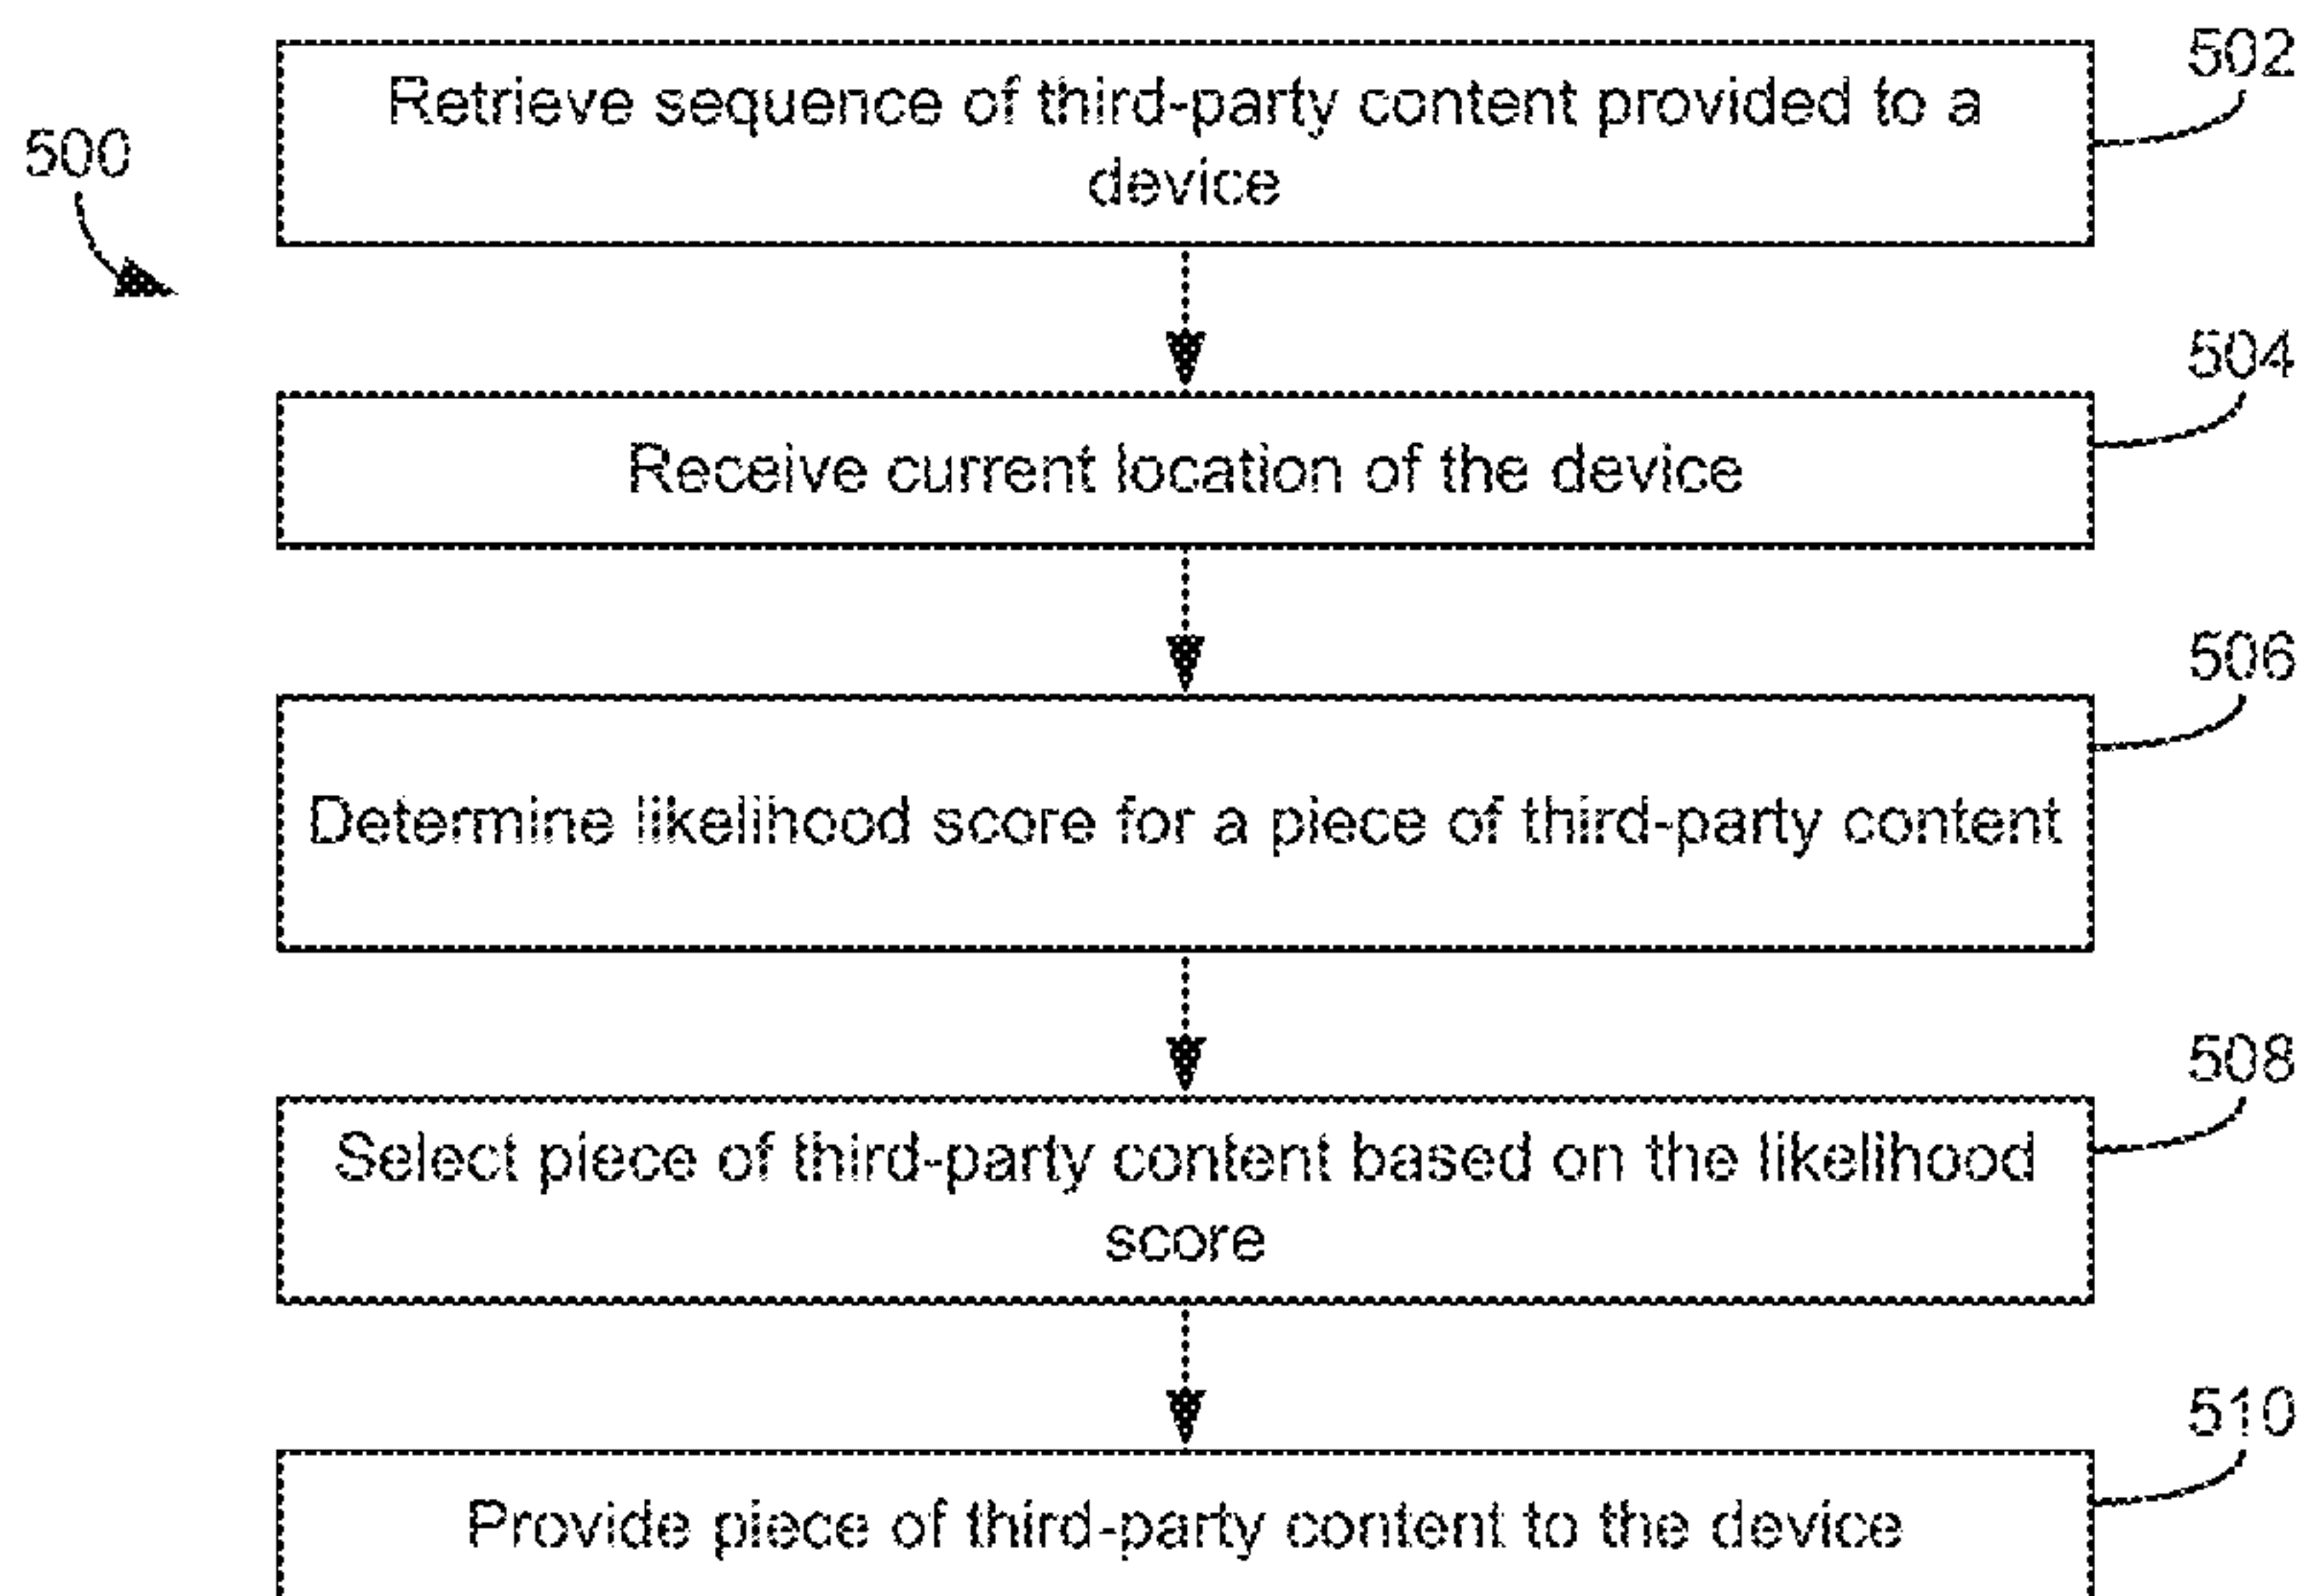 502
Retrieve sequence of third-party content provided to a
device
500
504
Receive current location of the device
506
Determine likelihood score for a piece of third-party content
508
Select piece of third-party content based on the likelihood
score
510
Provide piece of third-party content to the device